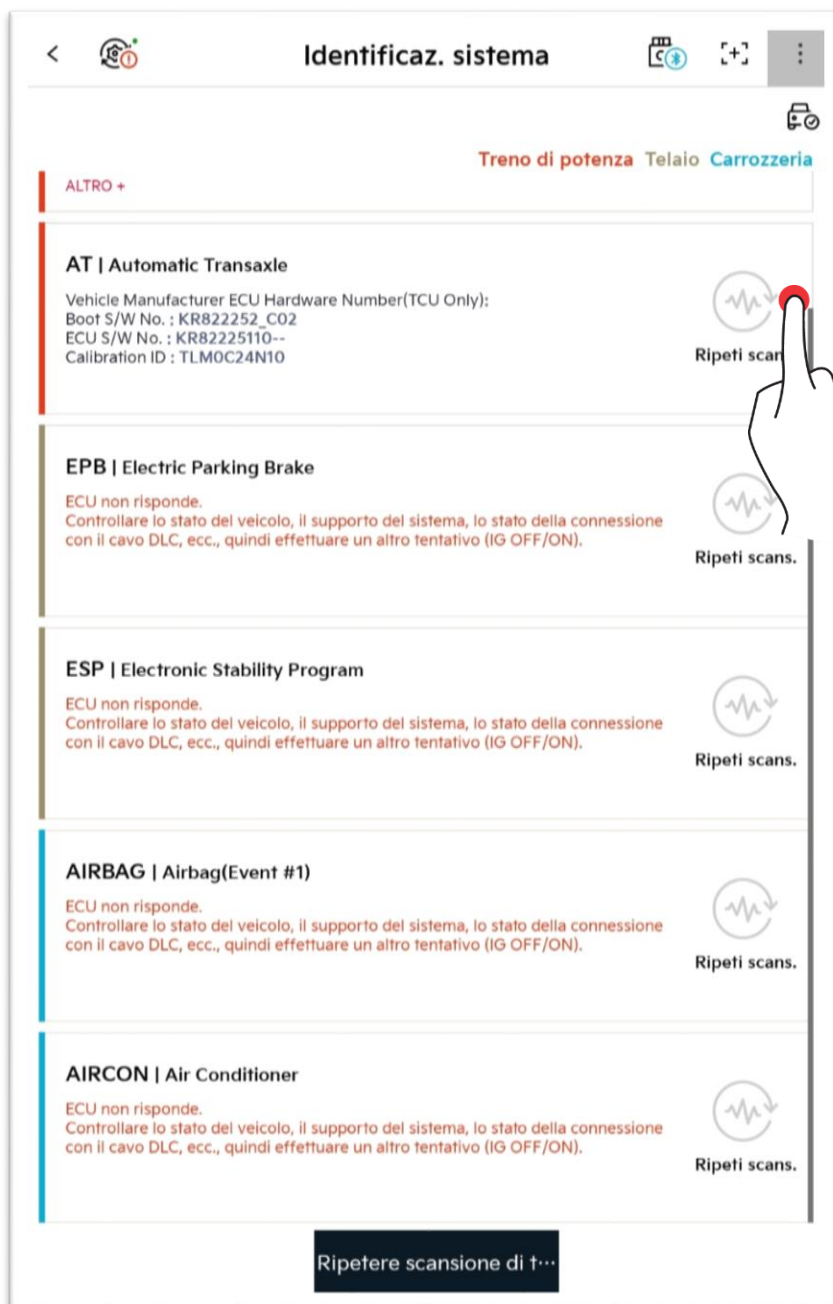 Identificaz. sistema
Treno di potenza Telaio Carrozzeria
ALTRO +
AT | Automatic Transaxle
Vehicle Manufacturer ECU Hardware Number(TCU Only):
Boot S/W No. : KR822252_C02
ECU S/W No. : KR82225110--
Calibration ID : TLM0C24N10
Ripeti scan
EPB | Electric Parking Brake
ECU non risponde.
Controllare lo stato del veicolo, il supporto del sistema, lo stato della connessione
con il cavo DLC, ecc., quindi effettuare un altro tentativo (IG OFF/ON).
Ripeti scans.
ESP | Electronic Stability Program
ECU non risponde.
Controllare lo stato del veicolo, il supporto del sistema, lo stato della connessione
con il cavo DLC, ecc., quindi effettuare un altro tentativo (IG OFF/ON).
Ripeti scans.
AIRBAG | Airbag(Event #1)
ECU non risponde.
Controllare lo stato del veicolo, il supporto del sistema, lo stato della connessione
con il cavo DLC, ecc., quindi effettuare un altro tentativo (IG OFF/ON).
Ripeti scans.
AIRCON | Air Conditioner
ECU non risponde.
Controllare lo stato del veicolo, il supporto del sistema, lo stato della connessione
con il cavo DLC, ecc., quindi effettuare un altro tentativo (IG OFF/ON).
Ripeti scans.
Ripetere scansione di t···